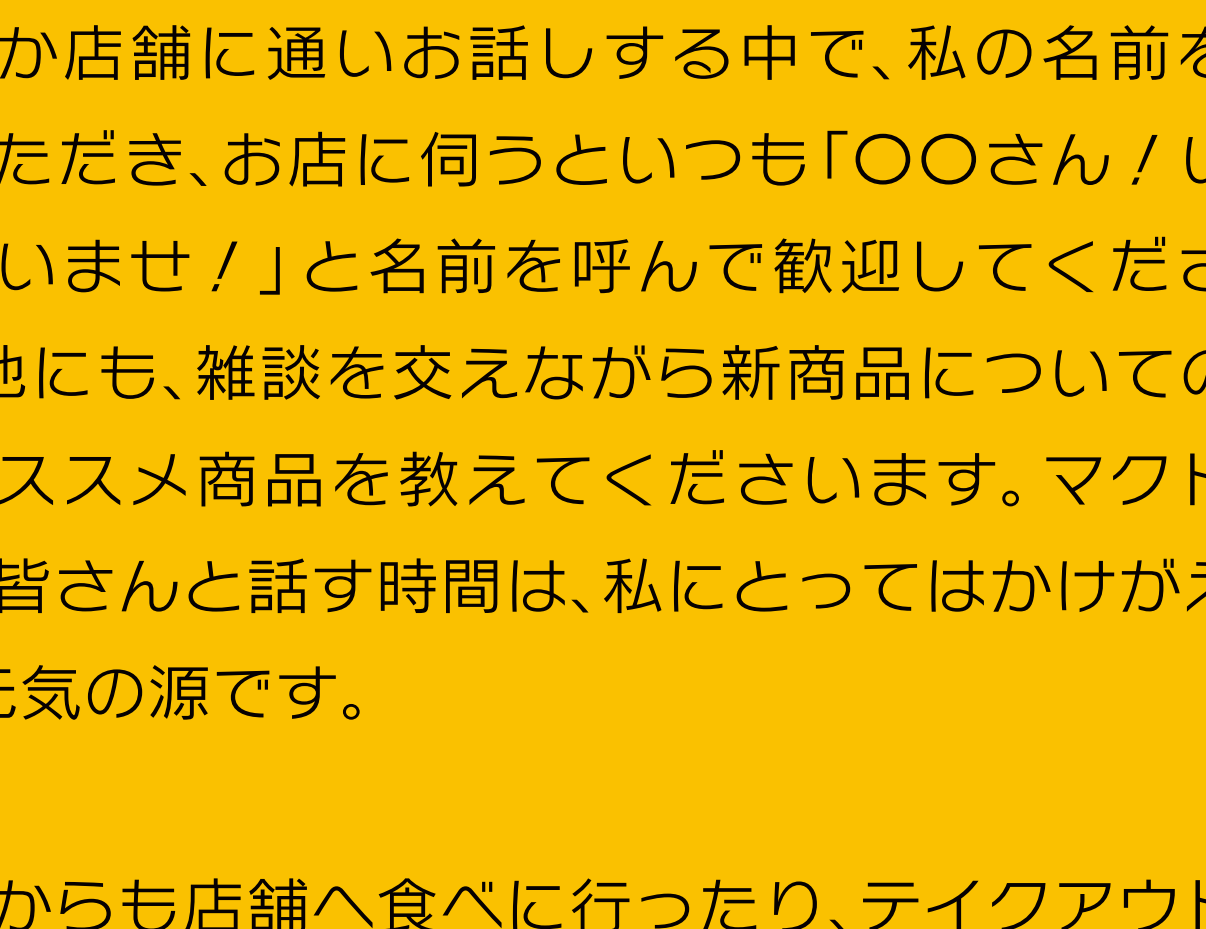 か店舗に通いお話しする中で、私の名前を
ただき、お店に伺うといつも「〇〇さん！い
いませ！」と名前を呼んで歓迎してくださ
他にも、雑談を交えながら新商品についての
ススメ商品を教えてくださいます。マクド
皆さんと話す時間は、私にとってはかけがえ
元気の源です。
からも店舗へ食べに行ったり、テイクアウト